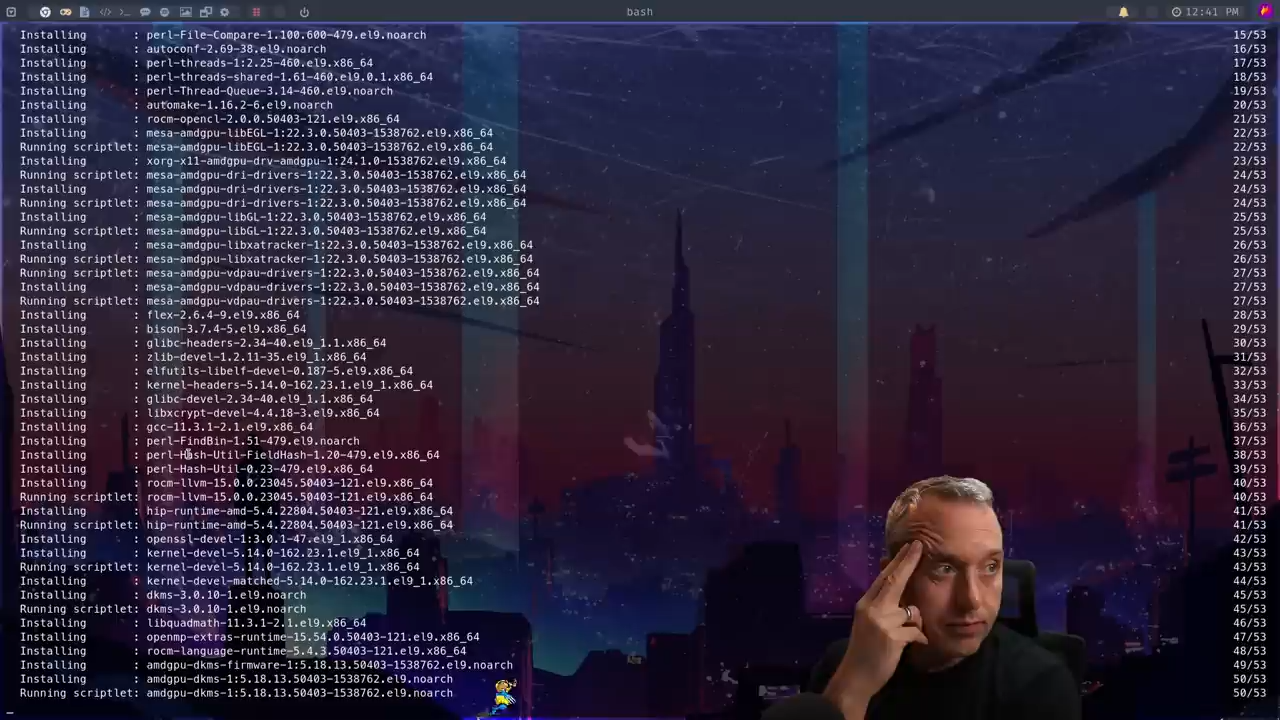 bash
12:41 PM
Installing : perl-File-Compare-1.100.600-479.el9.noarch 15/53
Installing : autoconf-2.69-38.el9.noarch 16/53
Installing : perl-threads-1:2.25-460.el9.x86_64 17/53
Installing : perl-threads-shared-1.61-460.el9.0.1.x86_64 18/53
Installing : perl-Thread-Queue-3.14-460.el9.noarch 19/53
Installing : automake-1.16.2-6.el9.noarch 20/53
Installing : rocm-opencl-2.0.0.50403-121.el9.x86_64 21/53
Installing : mesa-amdgpu-libEGL-1:22.3.0.50403-1538762.el9.x86_64 22/53
Running scriptlet: mesa-amdgpu-libEGL-1:22.3.0.50403-1538762.el9.x86_64 22/53
Installing : xorg-x11-amdgpu-drv-amdgpu-1:24.1.0-1538762.el9.x86_64 23/53
Running scriptlet: mesa-amdgpu-dri-drivers-1:22.3.0.50403-1538762.el9.x86_64 24/53
Installing : mesa-amdgpu-dri-drivers-1:22.3.0.50403-1538762.el9.x86_64 24/53
Running scriptlet: mesa-amdgpu-dri-drivers-1:22.3.0.50403-1538762.el9.x86_64 24/53
Installing : mesa-amdgpu-libGL-1:22.3.0.50403-1538762.el9.x86_64 25/53
Running scriptlet: mesa-amdgpu-libGL-1:22.3.0.50403-1538762.el9.x86_64 25/53
Installing : mesa-amdgpu-libxatracker-1:22.3.0.50403-1538762.el9.x86_64 26/53
Running scriptlet: mesa-amdgpu-libxatracker-1:22.3.0.50403-1538762.el9.x86_64 26/53
Running scriptlet: mesa-amdgpu-vdpau-drivers-1:22.3.0.50403-1538762.el9.x86_64 27/53
Installing : mesa-amdgpu-vdpau-drivers-1:22.3.0.50403-1538762.el9.x86_64 27/53
Running scriptlet: mesa-amdgpu-vdpau-drivers-1:22.3.0.50403-1538762.el9.x86_64 27/53
Installing : flex-2.6.4-9.el9.x86_64 28/53
Installing : bison-3.7.4-5.el9.x86_64 29/53
Installing : glibc-headers-2.34-40.el9_1.1.x86_64 30/53
Installing : zlib-devel-1.2.11-35.el9_1.x86_64 31/53
Installing : elfutils-libelf-devel-0.187-5.el9.x86_64 32/53
Installing : kernel-headers-5.14.0-162.23.1.el9_1.x86_64 33/53
Installing : glibc-devel-2.34-40.el9_1.1.x86_64 34/53
Installing : libxcrypt-devel-4.4.18-3.el9.x86_64 35/53
Installing : gcc-11.3.1-2.1.el9.x86_64 36/53
Installing : perl-FindBin-1.51-479.el9.noarch 37/53
Installing : perl-Hash-Util-FieldHash-1.20-479.el9.x86_64 38/53
Installing : perl-Hash-Util-0.23-479.el9.x86_64 39/53
Installing : rocm-llvm-15.0.0.23045.50403-121.el9.x86_64 40/53
Running scriptlet: rocm-llvm-15.0.0.23045.50403-121.el9.x86_64 40/53
Installing : hip-runtime-amd-5.4.22804.50403-121.el9.x86_64 41/53
Running scriptlet: hip-runtime-amd-5.4.22804.50403-121.el9.x86_64 41/53
Installing : openssl-devel-1:3.0.1-47.el9_1.x86_64 42/53
Installing : kernel-devel-5.14.0-162.23.1.el9_1.x86_64 43/53
Running scriptlet: kernel-devel-5.14.0-162.23.1.el9_1.x86_64 43/53
Installing : kernel-devel-matched-5.14.0-162.23.1.el9_1.x86_64 44/53
Installing : dkms-3.0.10-1.el9.noarch 45/53
Running scriptlet: dkms-3.0.10-1.el9.noarch 45/53
Installing : libquadmath-11.3.1-2.1.el9.x86_64 46/53
Installing : openmp-extras-runtime-15.54.0.50403-121.el9.x86_64 47/53
Installing : rocm-language-runtime-5.4.3.50403-121.el9.x86_64 48/53
Installing : amdgpu-dkms-firmware-1:5.18.13.50403-1538762.el9.noarch 49/53
Installing : amdgpu-dkms-1:5.18.13.50403-1538762.el9.noarch 50/53
Running scriptlet: amdgpu-dkms-1:5.18.13.50403-1538762.el9.noarch 50/53